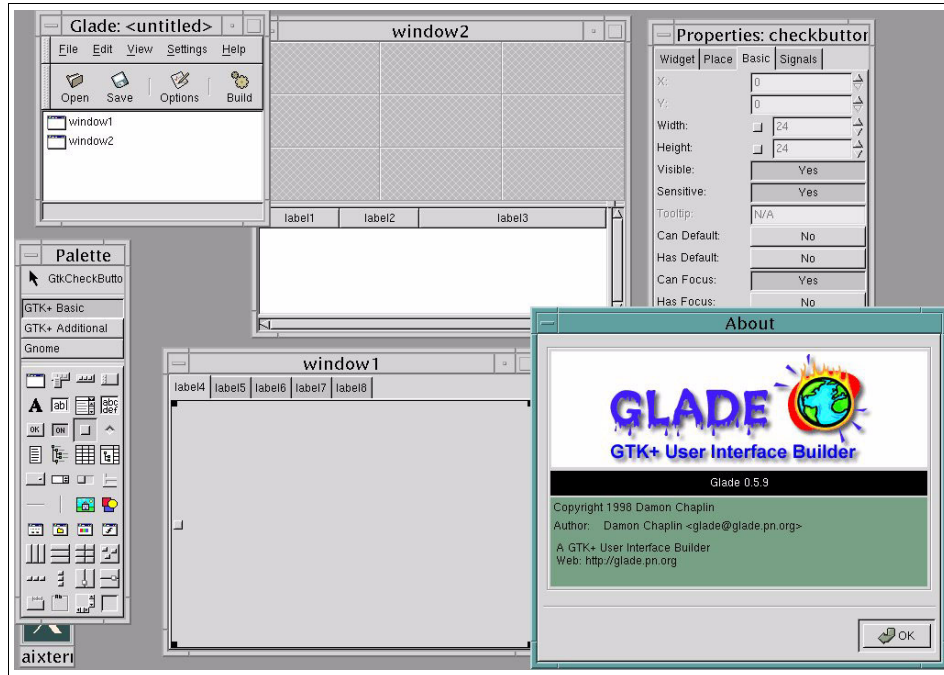 Glade: <untitled>
File Edit View Settings Help
Open Save Options Build
window1
window2
window2
label1 label2 label3
Properties: checkbutton
Widget Place Basic Signals
X: 0
Y: 0
Width: 24
Height: 24
Visible: Yes
Sensitive: Yes
Tooltip: N/A
Can Default: No
Has Default: No
Can Focus: Yes
Has Focus: No
Palette
GtkCheckButto
GTK+ Basic
GTK+ Additional
Gnome
A ab| abc def
OK ON
window1
label4 label5 label6 label7 label8
About
GLADE
GTK+ User Interface Builder
Glade 0.5.9
Copyright 1998 Damon Chaplin
Author: Damon Chaplin <glade@glade.pn.org>
A GTK+ User Interface Builder
Web: http://glade.pn.org
OK
aixter